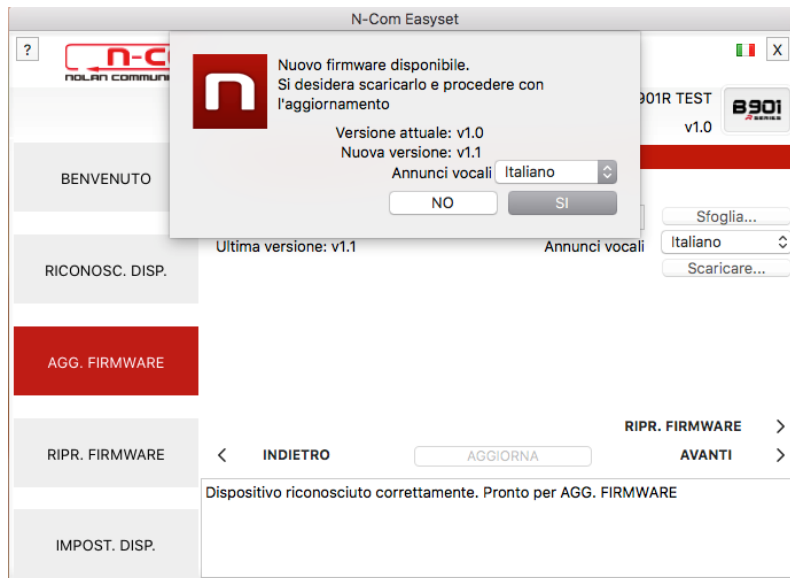 N-Com Easyset
?
n-c
NOLAN COMMUNI
X
Nuovo firmware disponibile.
Si desidera scaricarlo e procedere con
l'aggiornamento
Versione attuale: v1.0
Nuova versione: v1.1
Annunci vocali Italiano
NO SI
901R TEST
v1.0
B901
R SERIES
BENVENUTO
RICONOSC. DISP.
AGG. FIRMWARE
RIPR. FIRMWARE
IMPOST. DISP.
Sfoglia...
Ultima versione: v1.1 Annunci vocali Italiano
Scaricare...
RIPR. FIRMWARE >
< INDIETRO AGGIORNA AVANTI >
Dispositivo riconosciuto correttamente. Pronto per AGG. FIRMWARE